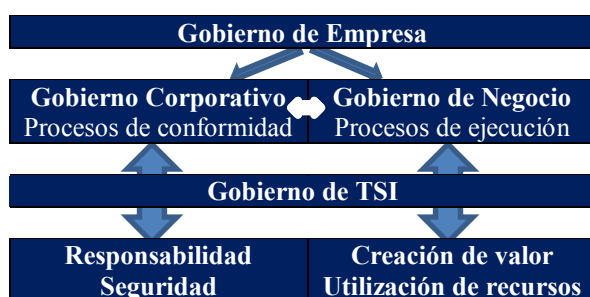 Gobierno de Empresa
Gobierno Corporativo
Procesos de conformidad
Gobierno de Negocio
Procesos de ejecución
Gobierno de TSI
Responsabilidad
Seguridad
Creación de valor
Utilización de recursos